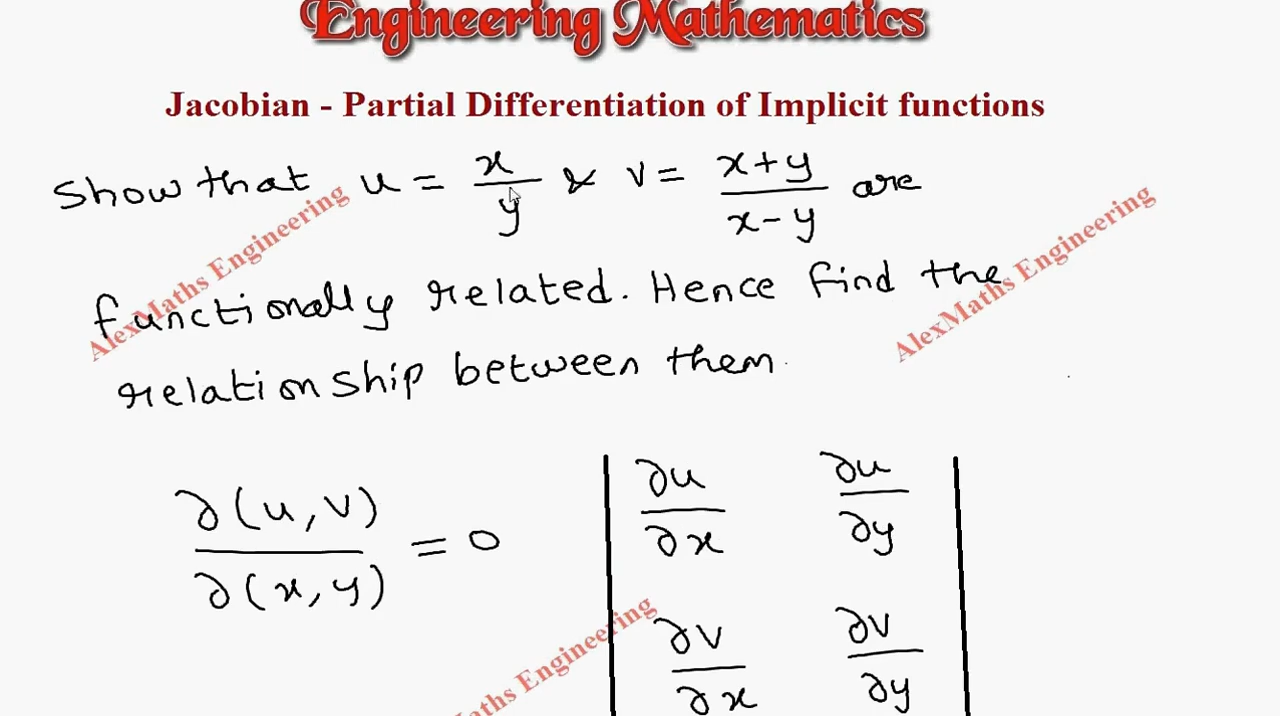 Engineering Mathematics
Jacobian - Partial Differentiation of Implicit functions
Show that u = x/y & v = x+y/x-y are
functionally related. Hence find the
relationship between them.
∂(u,v)/∂(x,y) = 0
| ∂u/∂x ∂u/∂y |
| ∂v/∂x ∂v/∂y |
AlexMaths Engineering
AlexMaths Engineering
Maths Engineering